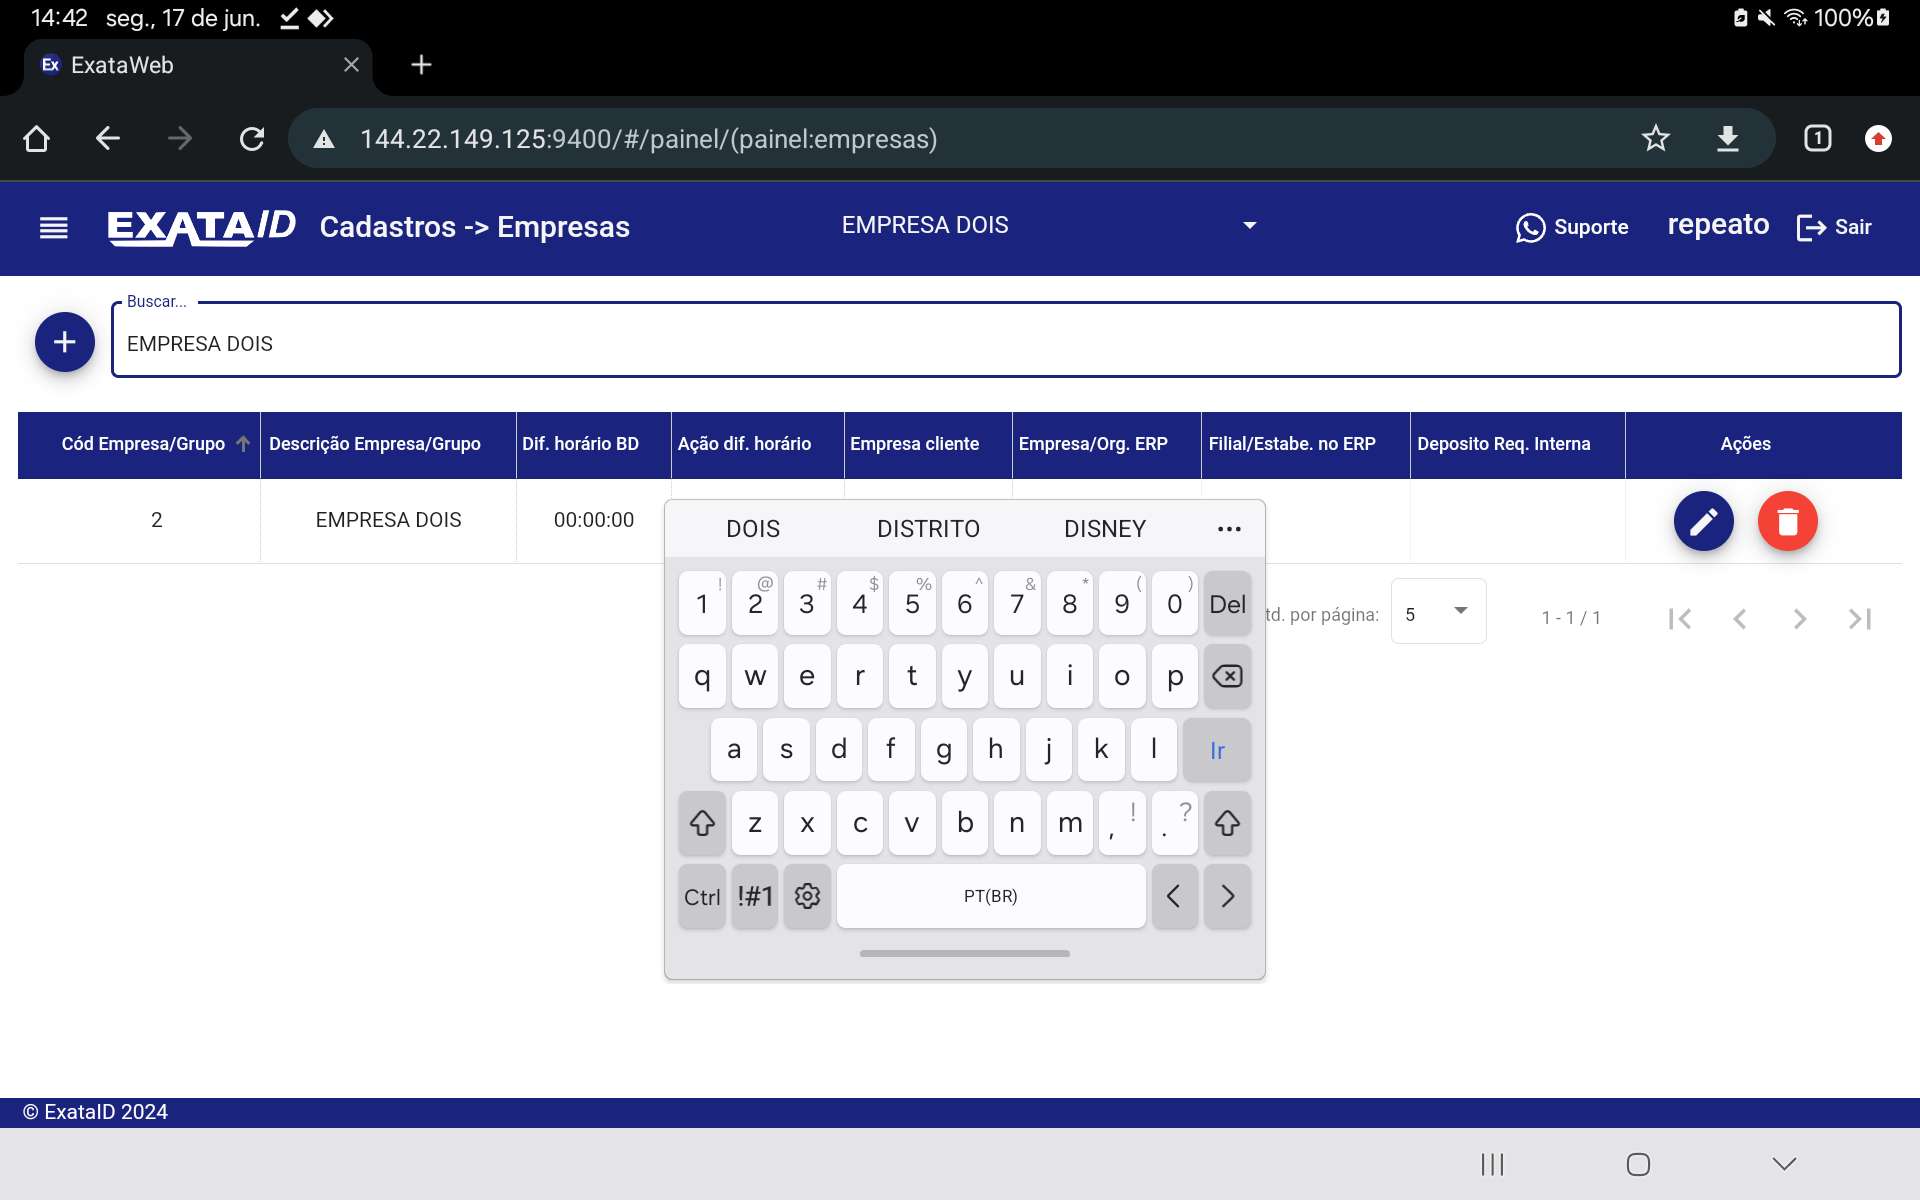 14:42 seg., 17 de jun. 100%
Ex ExataWeb
144.22.149.125:9400/#/painel/(painel:empresas) 1
EXATA/ID Cadastros -> Empresas EMPRESA DOIS Suporte repeato Sair
Buscar...
EMPRESA DOIS
Cód Empresa/Grupo Descrição Empresa/Grupo Dif. horário BD Ação dif. horário Empresa cliente Empresa/Org. ERP Filial/Estabe. no ERP Deposito Req. Interna Ações
2 EMPRESA DOIS 00:00:00
DOIS DISTRITO DISNEY ...
! @ # $ % ^ & * ( )
1 2 3 4 5 6 7 8 9 0 Del
td. por página: 5 1 - 1 / 1
q w e r t y u i o p
a s d f g h j k l Ir
z x c v b n m , ! . ?
Ctrl !#1 PT(BR)
© ExataID 2024